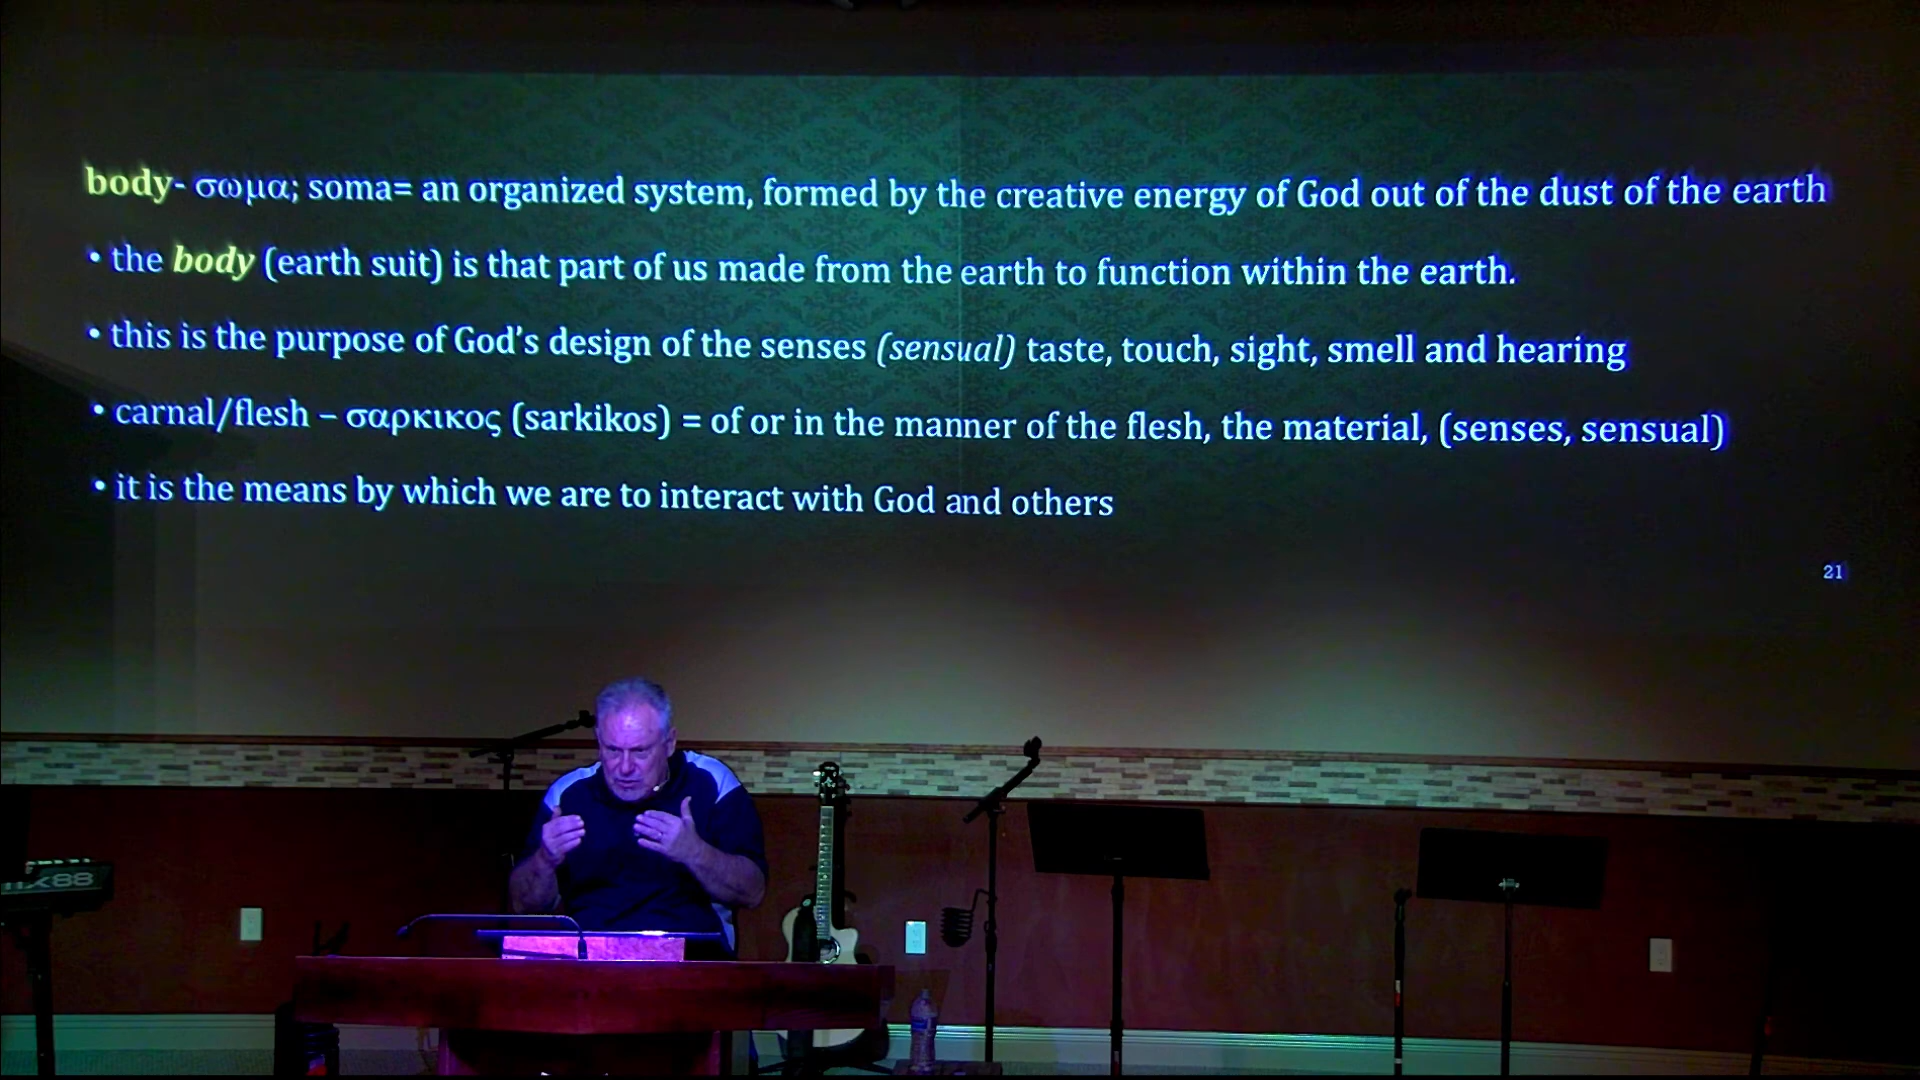 body- σωμα; soma= an organized system, formed by the creative energy of God out of the dust of the earth
• the body (earth suit) is that part of us made from the earth to function within the earth.
• this is the purpose of God's design of the senses (sensual) taste, touch, sight, smell and hearing
• carnal/flesh – σαρκικος (sarkikos) = of or in the manner of the flesh, the material, (senses, sensual)
• it is the means by which we are to interact with God and others
21